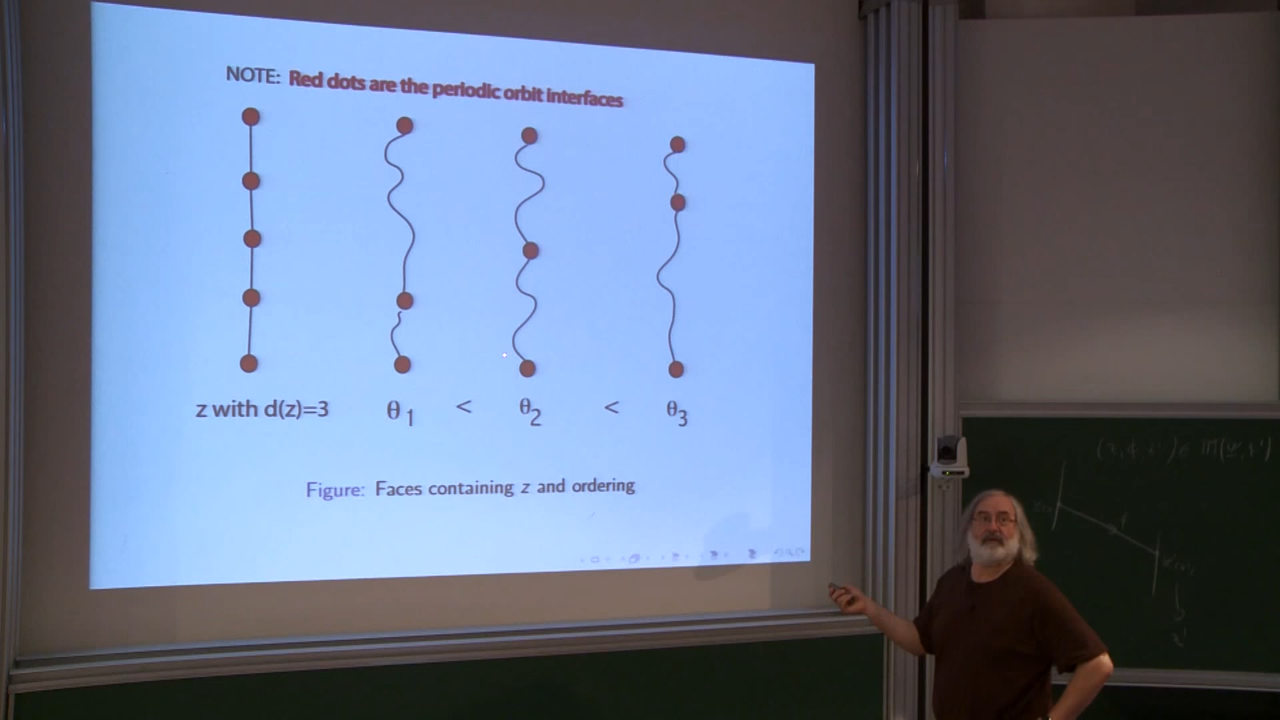 NOTE: Red dots are the periodic orbit interfaces
z with d(z)=3 θ1 < θ2 < θ3
Figure: Faces containing z and ordering